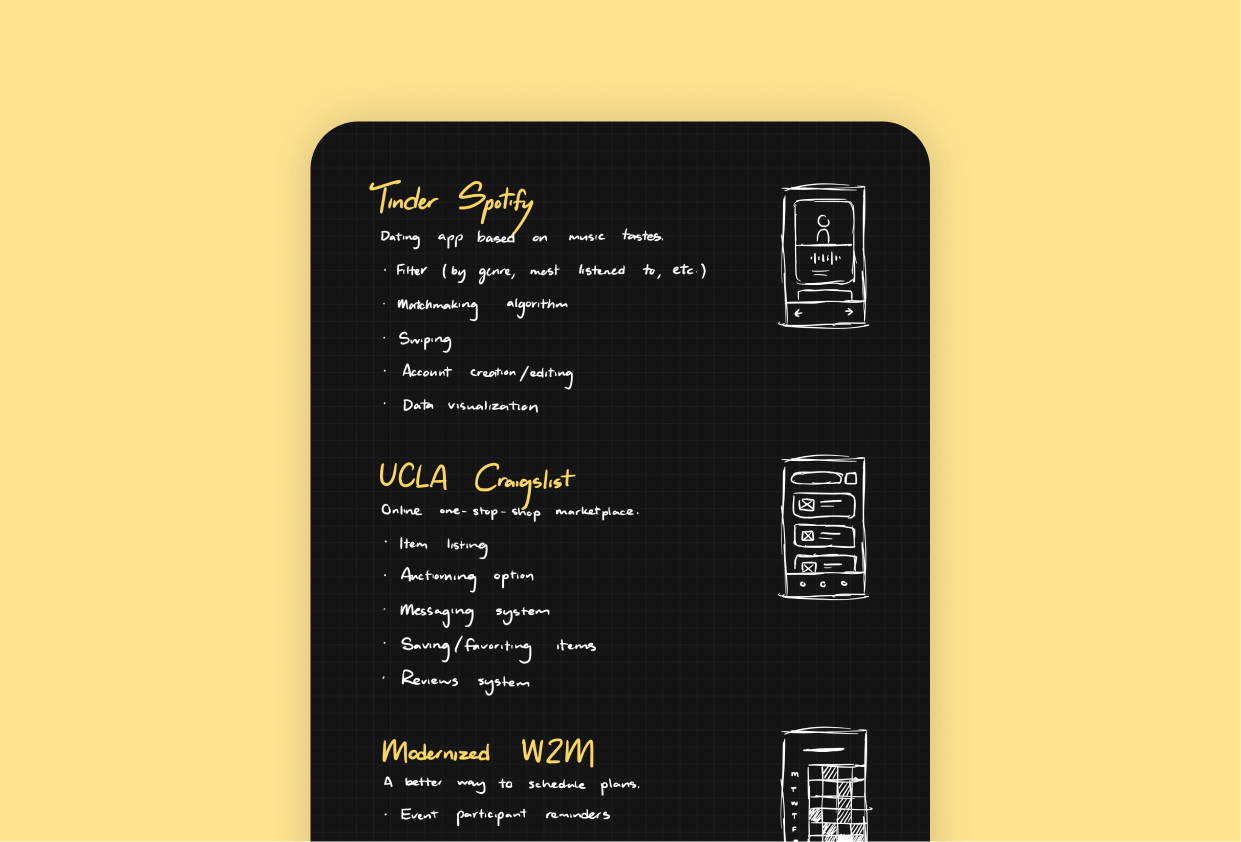 Tinder Spotify
Dating app based on music tastes.
· Filter (by genre, most listened to, etc.)
· Matchmaking algorithm
· Swiping
· Account creation/editing
· Data visualization
UCLA Craigslist
Online one-stop-shop marketplace.
· Item listing
· Auctioning option
· Messaging system
· Saving/favoriting items
· Reviews system
Modernized W2M
A better way to schedule plans.
· Event participant reminders
M
T
W
T
F